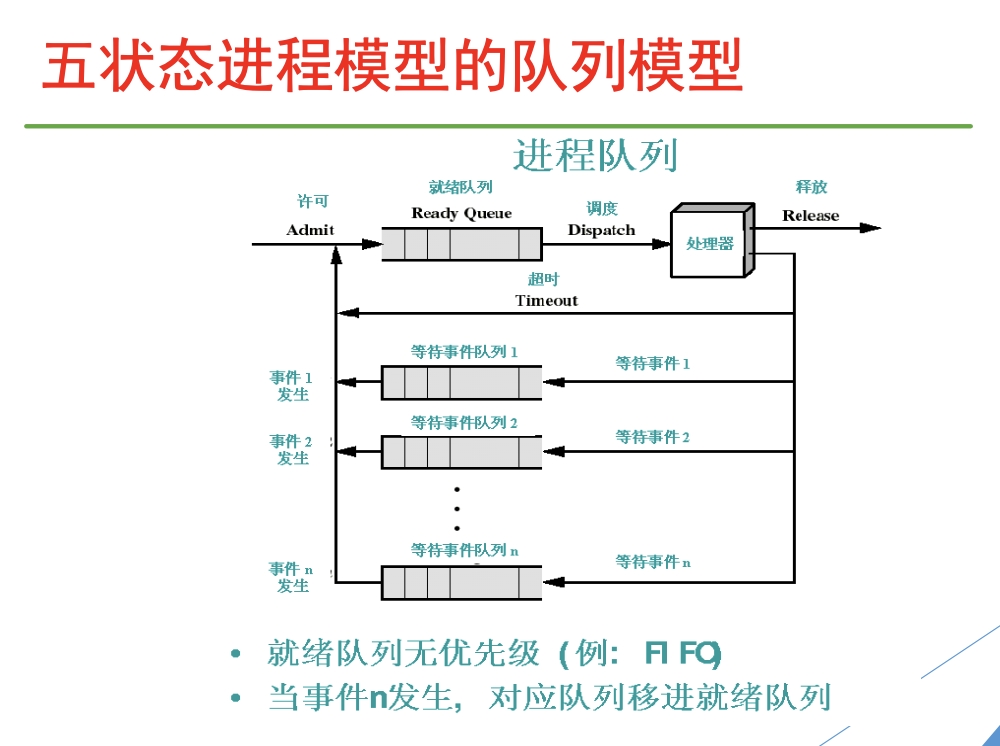 五状态进程模型的队列模型
进程队列
许可
Admit
就绪队列
Ready Queue
调度
Dispatch
处理器
释放
Release
超时
Timeout
等待事件队列 1
等待事件 1
事件 1
发生
等待事件队列 2
等待事件 2
事件 2
发生
等待事件队列 n
等待事件 n
事件 n
发生
• 就绪队列无优先级（例: FIFO)
• 当事件n发生, 对应队列移进就绪队列